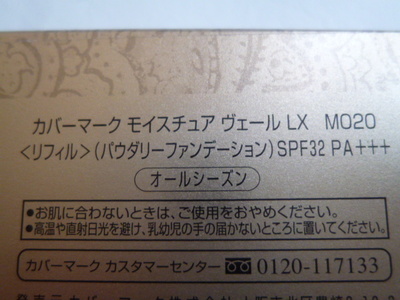 カバーマーク モイスチュア ヴェール LX MO20
＜リフィル＞(パウダリーファンデーション)SPF32 PA+++
オールシーズン
●お肌に合わないときは、ご使用をおやめください。
●高温や直射日光を避け、乳幼児の手の届かないところに置いてください。
カバーマーク カスタマーセンター 0120-117133